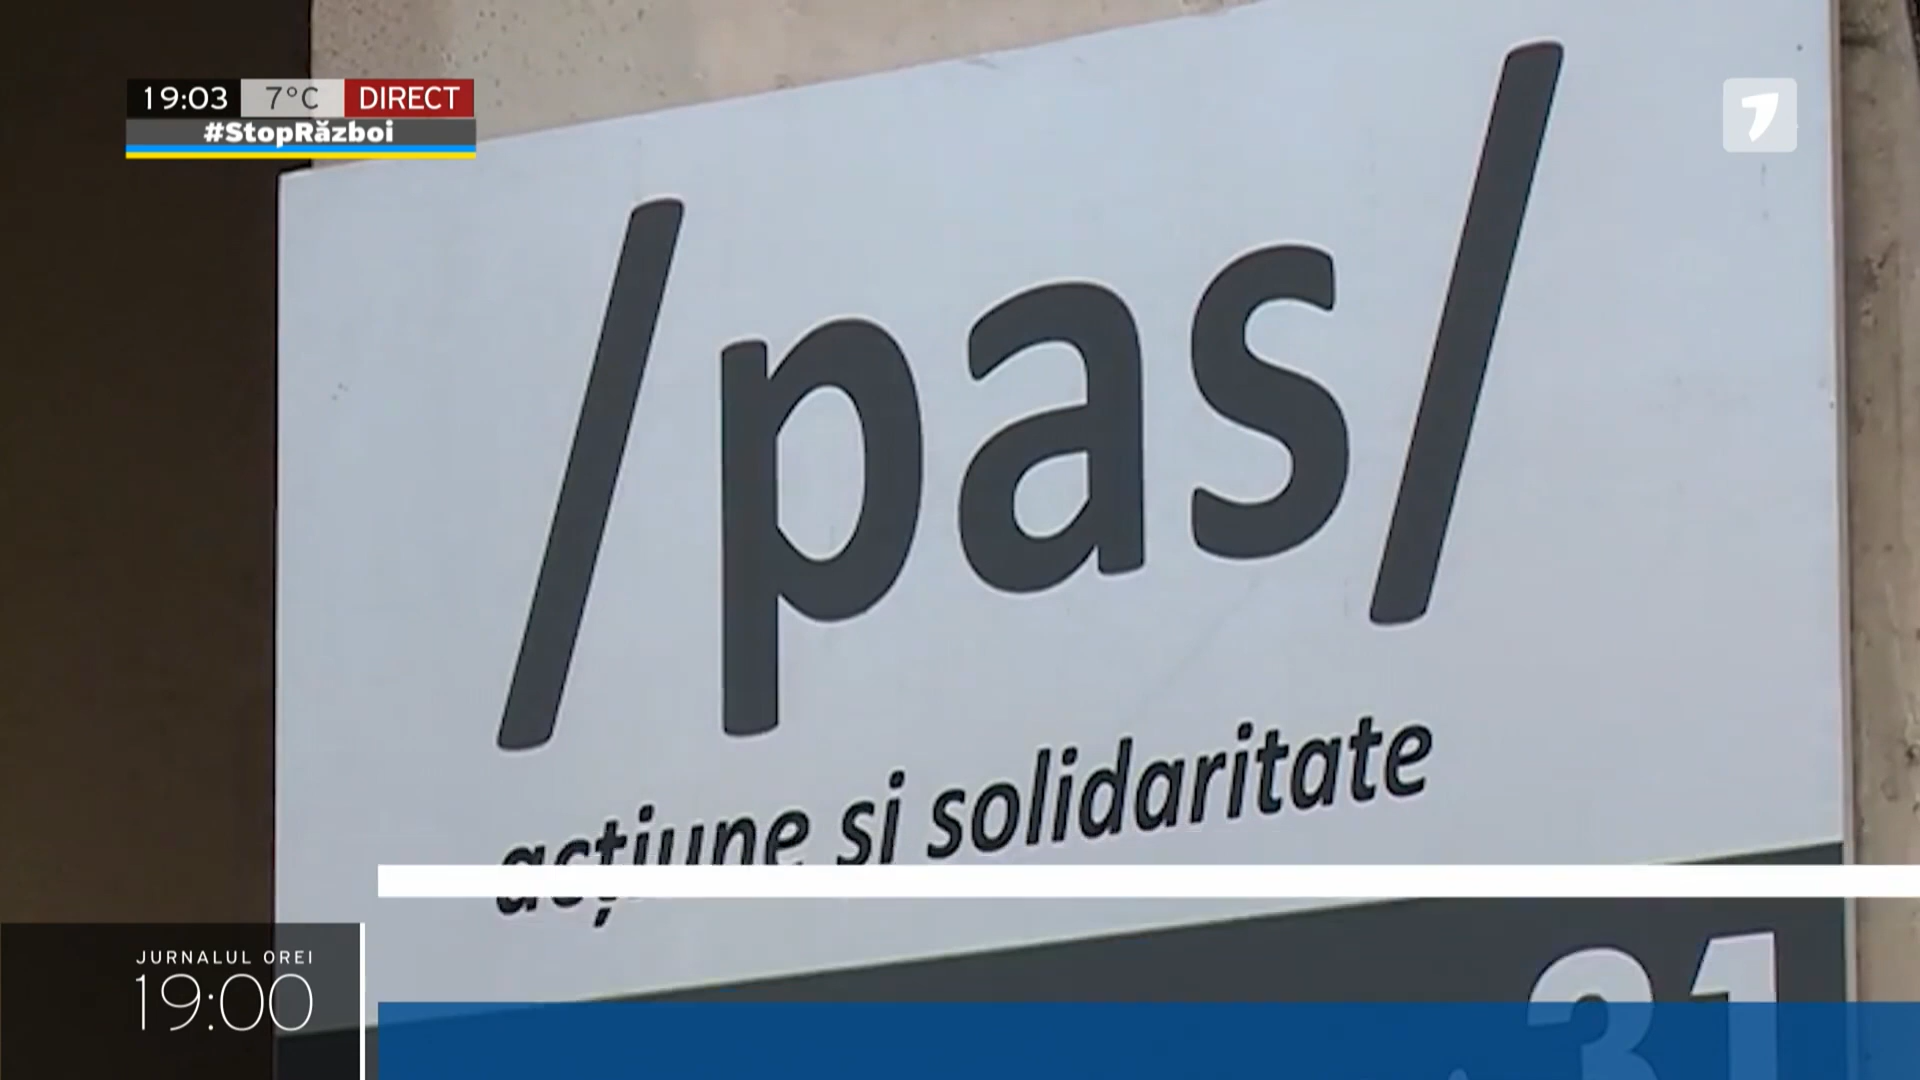 19:03 7°C DIRECT
#StopRăzboi
/pas/
acțiune si solidaritate
31
JURNALUL OREI
19:00